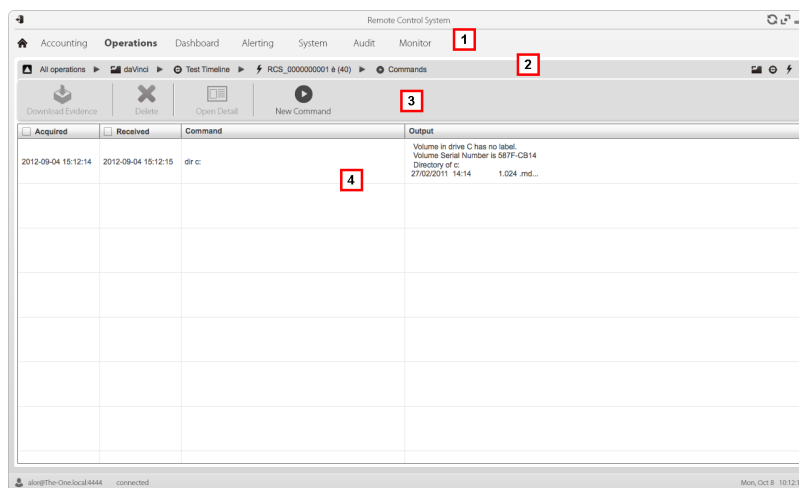 Remote Control System
Accounting Operations Dashboard Alerting System Audit Monitor 1
All operations daVinci Test Timeline RCS_0000000001 è (40) Commands 2
Download Evidence Delete Open Detail New Command 3
Acquired Received Command Output
2012-09-04 15:12:14 2012-09-04 15:12:15 dir c: Volume in drive C has no label.
Volume Serial Number is 587F-CB14
Directory of c:
27/02/2011 14:14 1.024 .md...
4
alor@The-One.local:4444 connected Mon, Oct 8 10:12:1